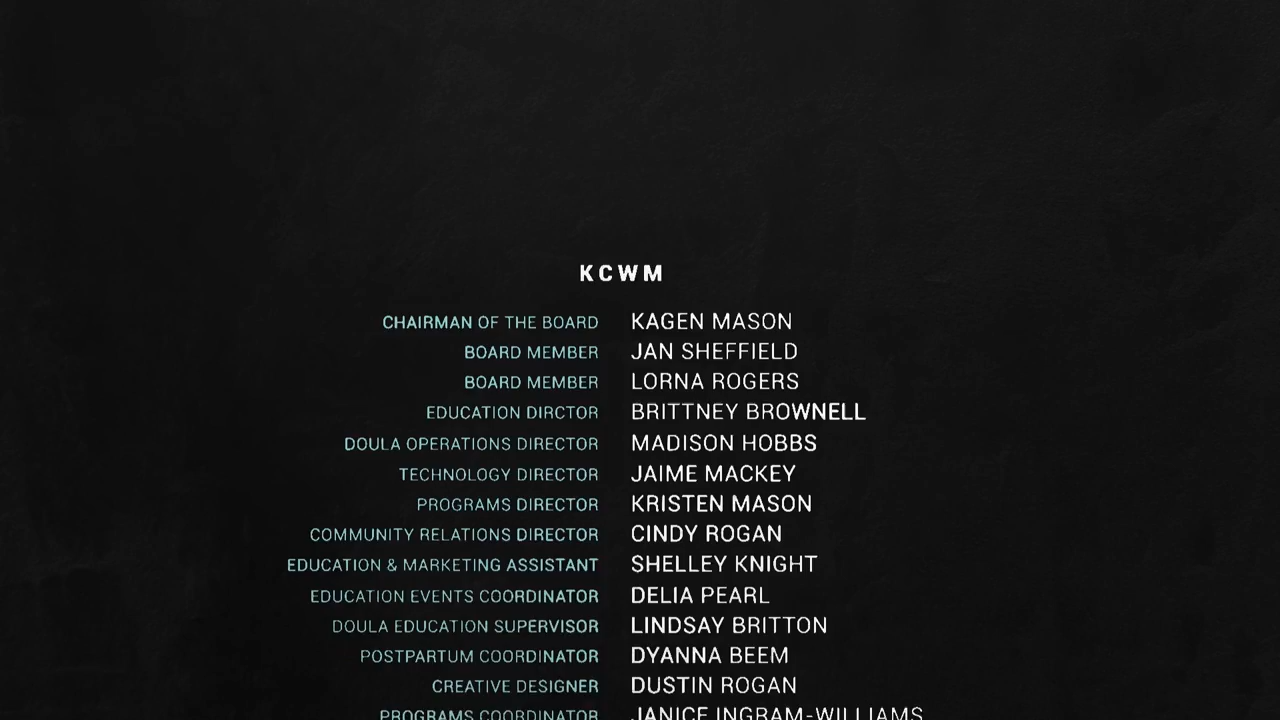 KCWM
CHAIRMAN OF THE BOARD KAGEN MASON
BOARD MEMBER JAN SHEFFIELD
BOARD MEMBER LORNA ROGERS
EDUCATION DIRCTOR BRITTNEY BROWNELL
DOULA OPERATIONS DIRECTOR MADISON HOBBS
TECHNOLOGY DIRECTOR JAIME MACKEY
PROGRAMS DIRECTOR KRISTEN MASON
COMMUNITY RELATIONS DIRECTOR CINDY ROGAN
EDUCATION & MARKETING ASSISTANT SHELLEY KNIGHT
EDUCATION EVENTS COORDINATOR DELIA PEARL
DOULA EDUCATION SUPERVISOR LINDSAY BRITTON
POSTPARTUM COORDINATOR DYANNA BEEM
CREATIVE DESIGNER DUSTIN ROGAN
PROGRAMS COORDINATOR JANICE INGRAM-WILLIAMS